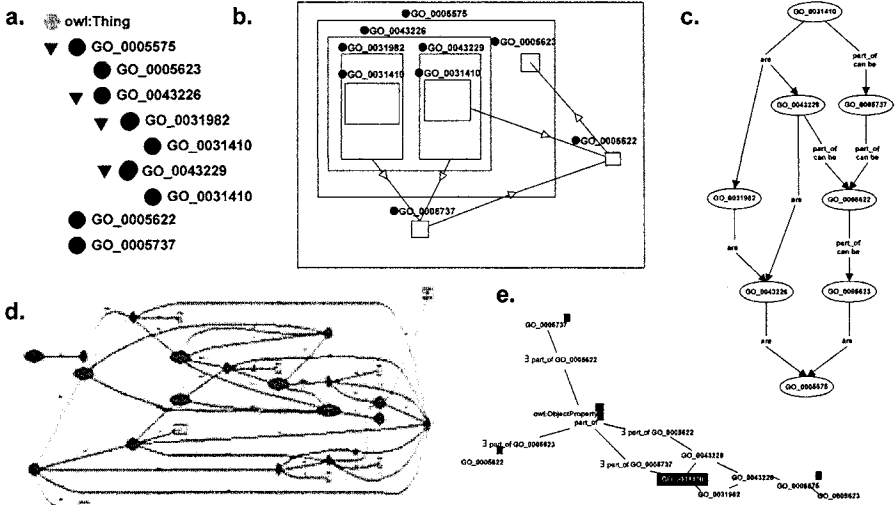 a.
owl:Thing
GO_0005575
GO_0005623
GO_0043226
GO_0031982
GO_0031410
GO_0043229
GO_0031410
GO_0005622
GO_0005737
b.
GO_0005575
GO_0043226
GO_0031982
GO_0043229
GO_0005623
GO_0031410
GO_0031410
GO_0005622
GO_0005737
c.
GO_0031410
are
part_of
can be
GO_0043229
GO_0005737
part_of
can be
part_of
can be
GO_0031982
are
GO_0005622
are
part_of
can be
GO_0043226
GO_0005623
are
are
GO_0005575
d.
e.
GO_0005737
∃ part_of GO_0005622
owl:ObjectProperty
part_of
∃ part_of GO_0005623
GO_0005622
∃ part_of GO_0005622
∃ part_of GO_0005737
GO_0043229
GO_0031982
GO_0043226
GO_0005575
GO_0005623